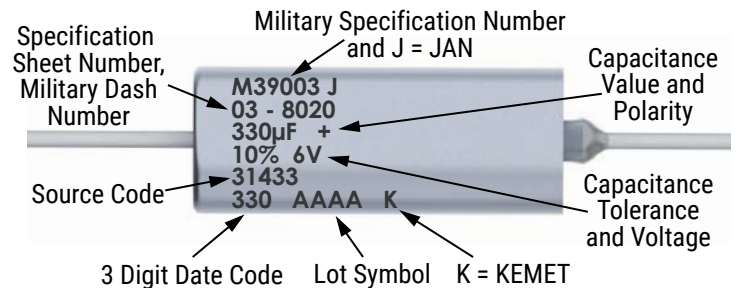 Military Specification Number
and J = JAN
Specification
Sheet Number,
Military Dash
Number
Capacitance
Value and
Polarity
M39003 J
03 - 8020
330µF +
10% 6V
31433
330 AAAA K
Source Code
Capacitance
Tolerance
and Voltage
3 Digit Date Code
Lot Symbol
K = KEMET